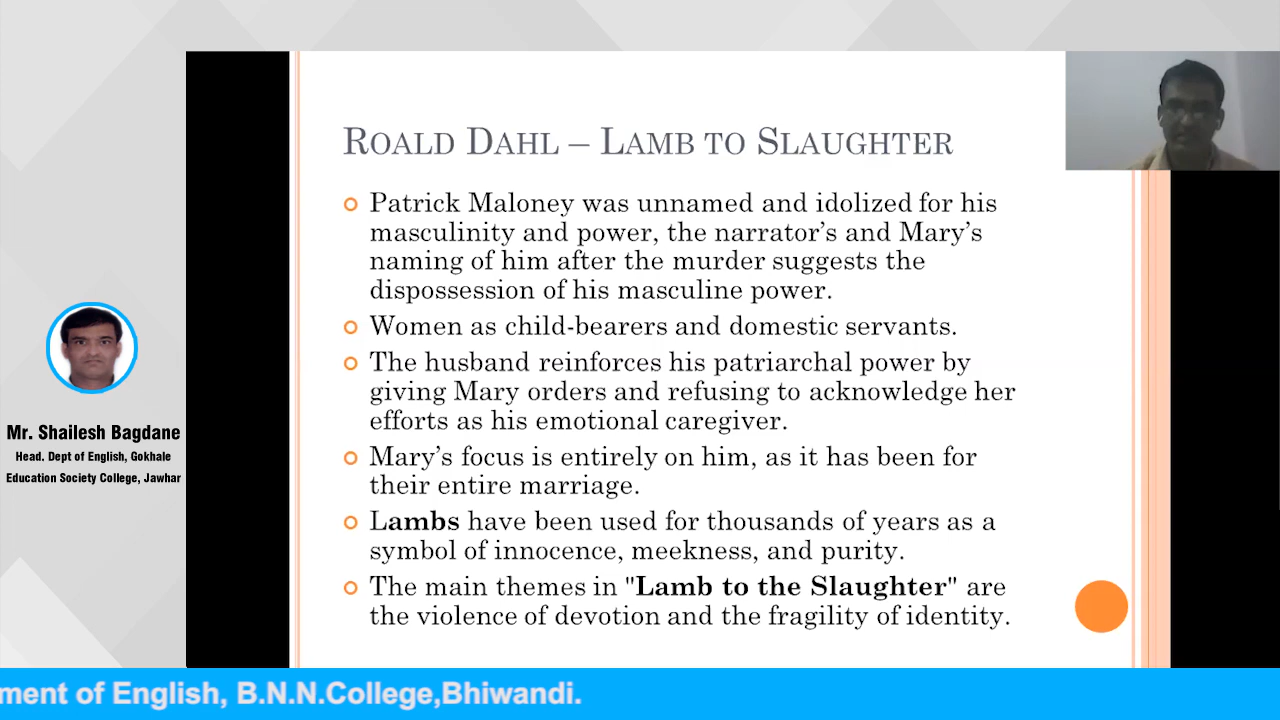 ROALD DAHL – LAMB TO SLAUGHTER
Patrick Maloney was unnamed and idolized for his
masculinity and power, the narrator's and Mary's
naming of him after the murder suggests the
dispossession of his masculine power.
Women as child-bearers and domestic servants.
The husband reinforces his patriarchal power by
giving Mary orders and refusing to acknowledge her
efforts as his emotional caregiver.
Mary's focus is entirely on him, as it has been for
their entire marriage.
Lambs have been used for thousands of years as a
symbol of innocence, meekness, and purity.
The main themes in "Lamb to the Slaughter" are
the violence of devotion and the fragility of identity.
Mr. Shailesh Bagdane
Head. Dept of English, Gokhale
Education Society College, Jawhar
ment of English, B.N.N.College,Bhiwandi.